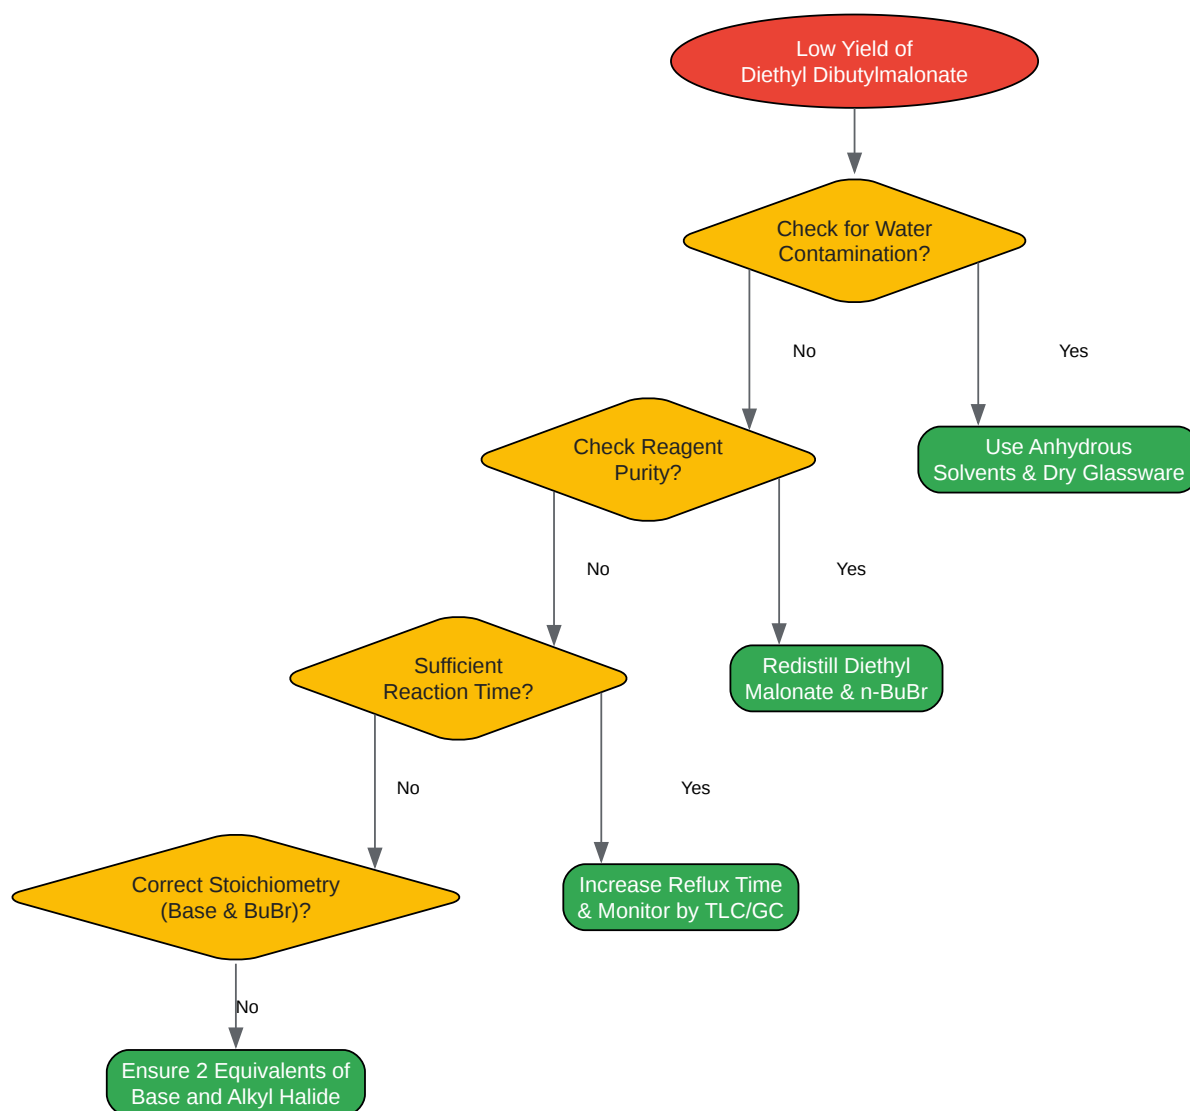 Low Yield of
Diethyl Dibutylmalonate
Check for Water
Contamination?
No
Yes
Check Reagent
Purity?
Use Anhydrous
Solvents & Dry Glassware
No
Yes
Sufficient
Reaction Time?
Redistill Diethyl
Malonate & n-BuBr
No
Yes
Correct Stoichiometry
(Base & BuBr)?
Increase Reflux Time
& Monitor by TLC/GC
No
Ensure 2 Equivalents of
Base and Alkyl Halide